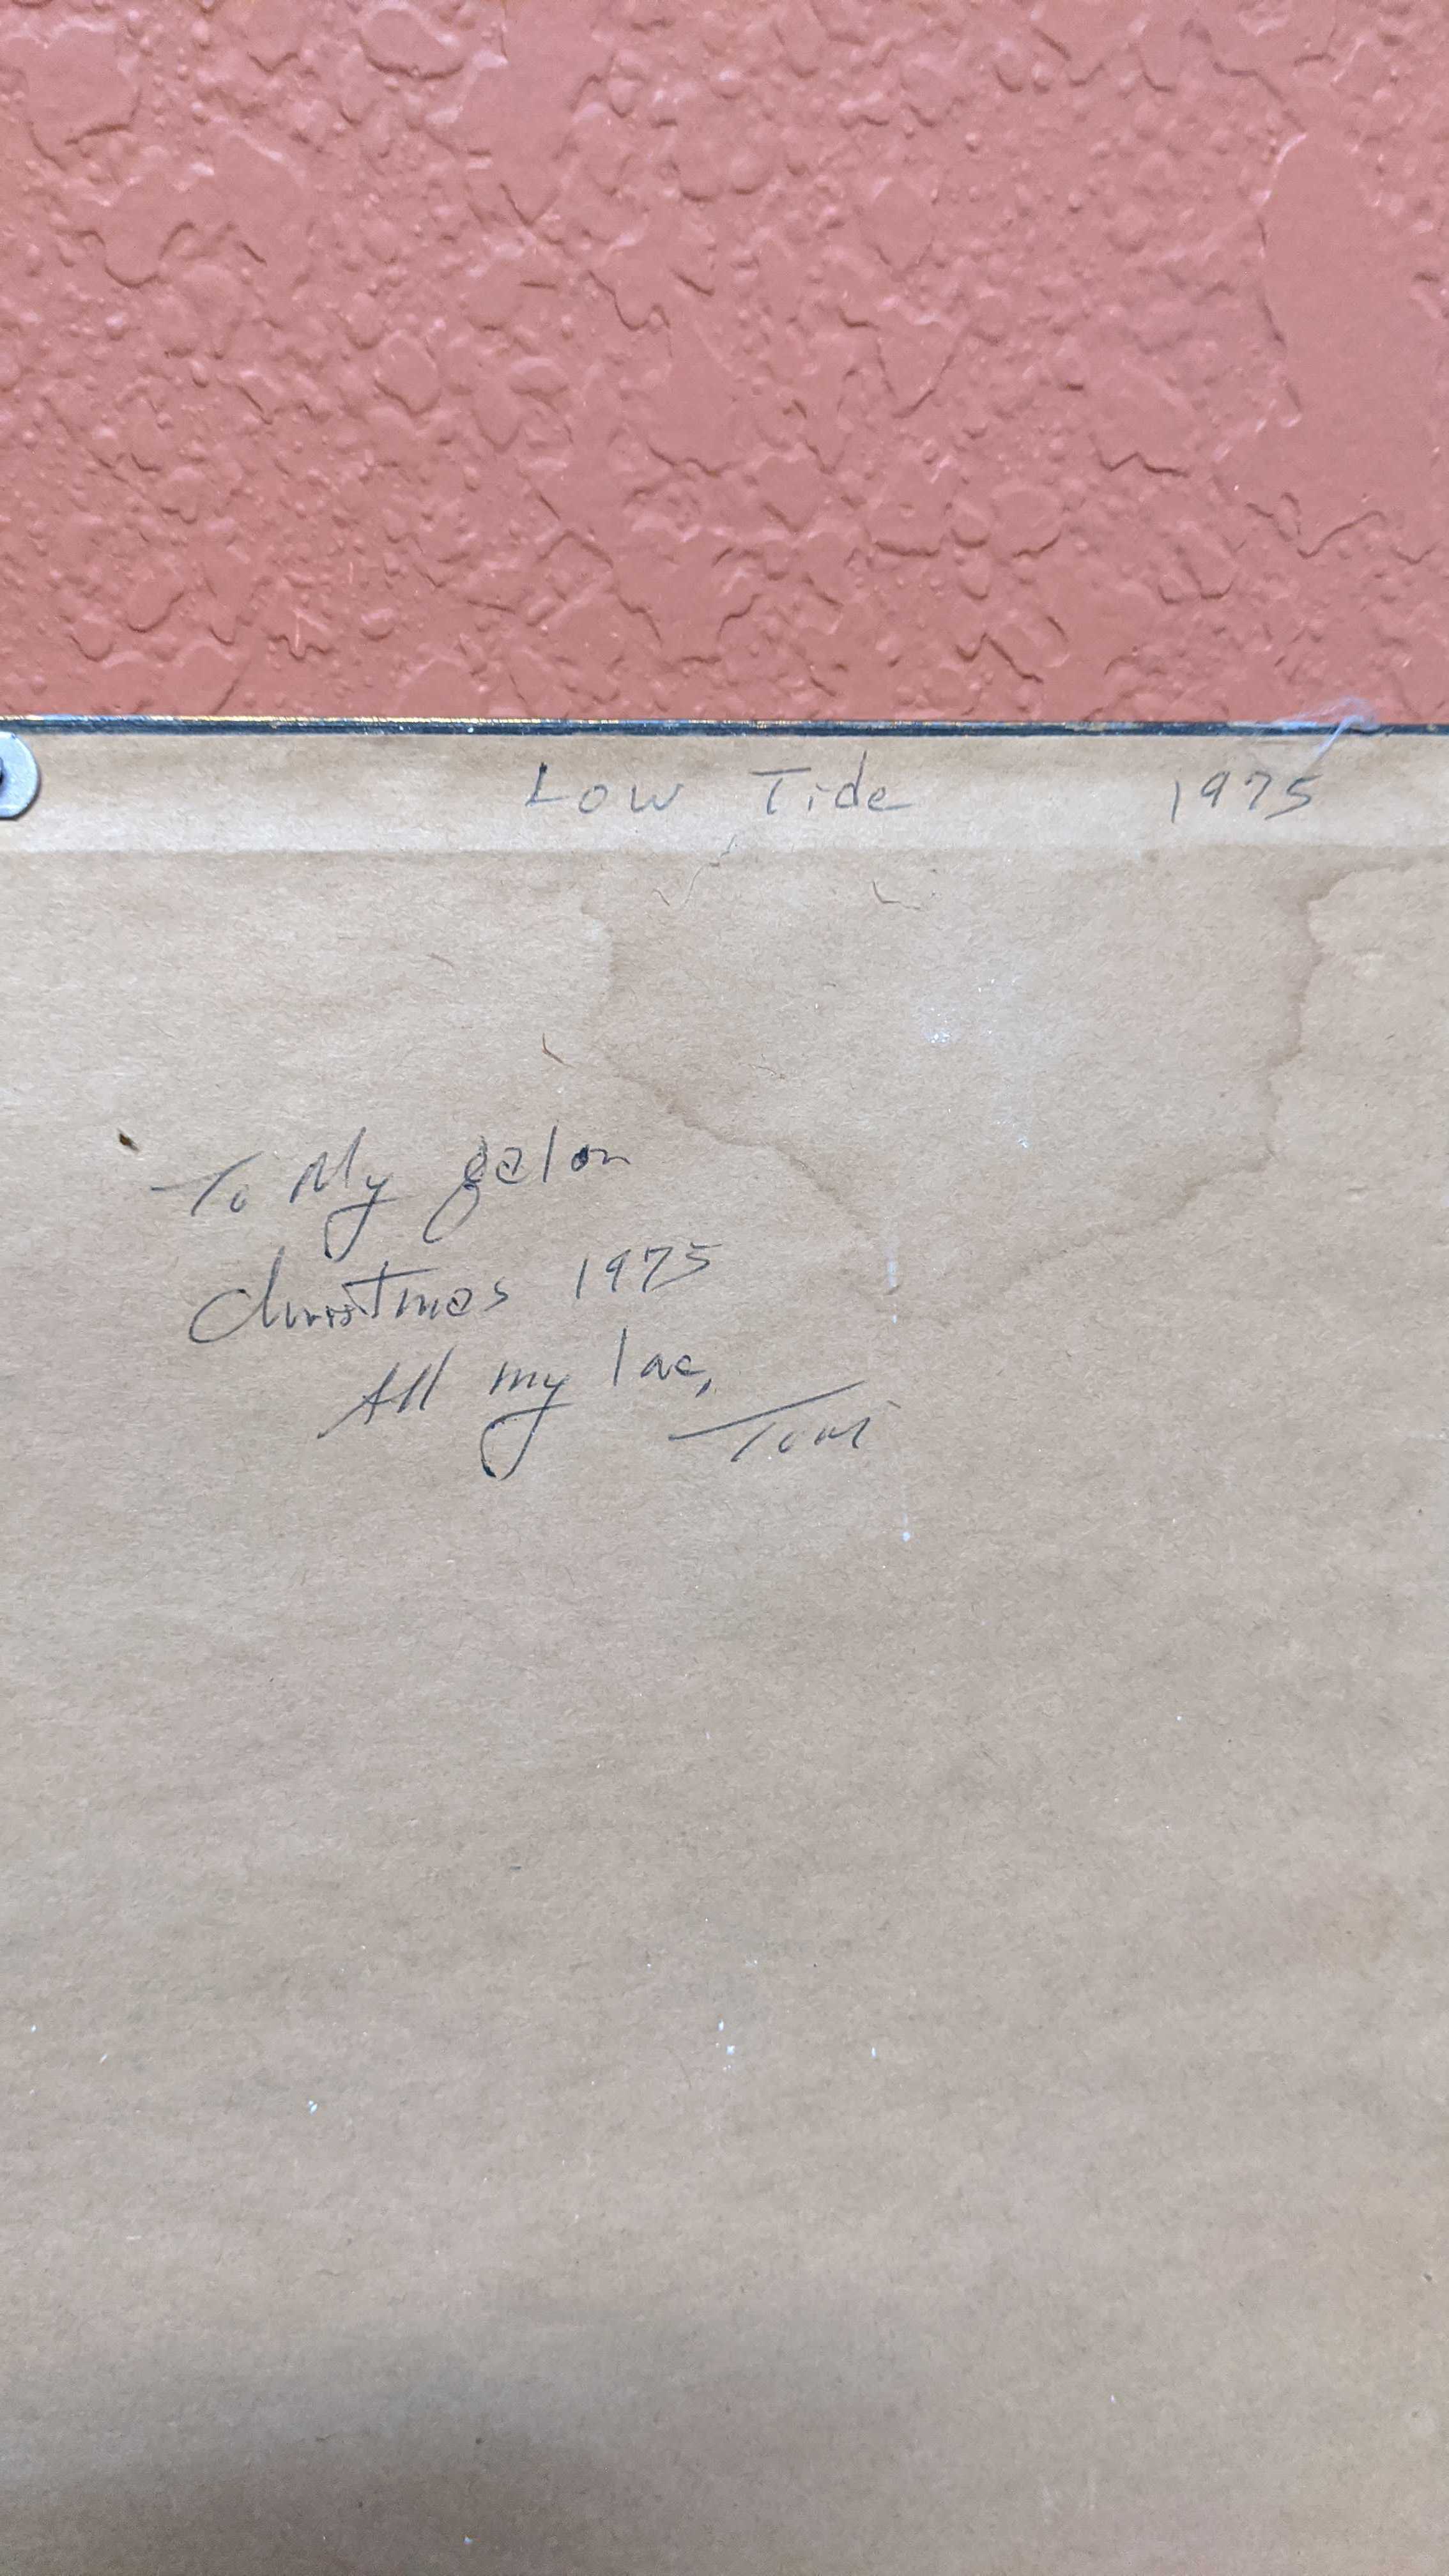 Low Tide 1975
To My gal on
Christmas 1975
All my love,
Tom